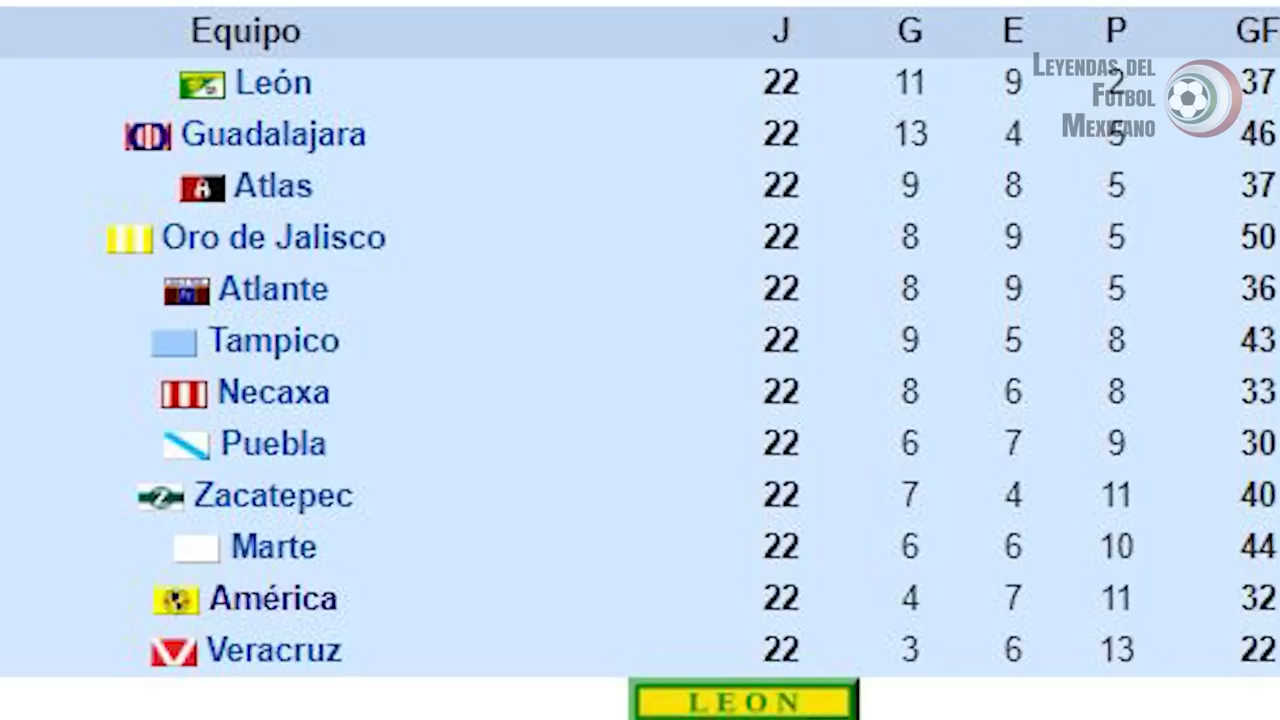 Equipo J G E P GF
León 22 11 9 2 37
Guadalajara 22 13 4 5 46
Atlas 22 9 8 5 37
Oro de Jalisco 22 8 9 5 50
Atlante 22 8 9 5 36
Tampico 22 9 5 8 43
Necaxa 22 8 6 8 33
Puebla 22 6 7 9 30
Zacatepec 22 7 4 11 40
Marte 22 6 6 10 44
América 22 4 7 11 32
Veracruz 22 3 6 13 22
LEON
LEYENDAS DEL
FÚTBOL
MEXICANO